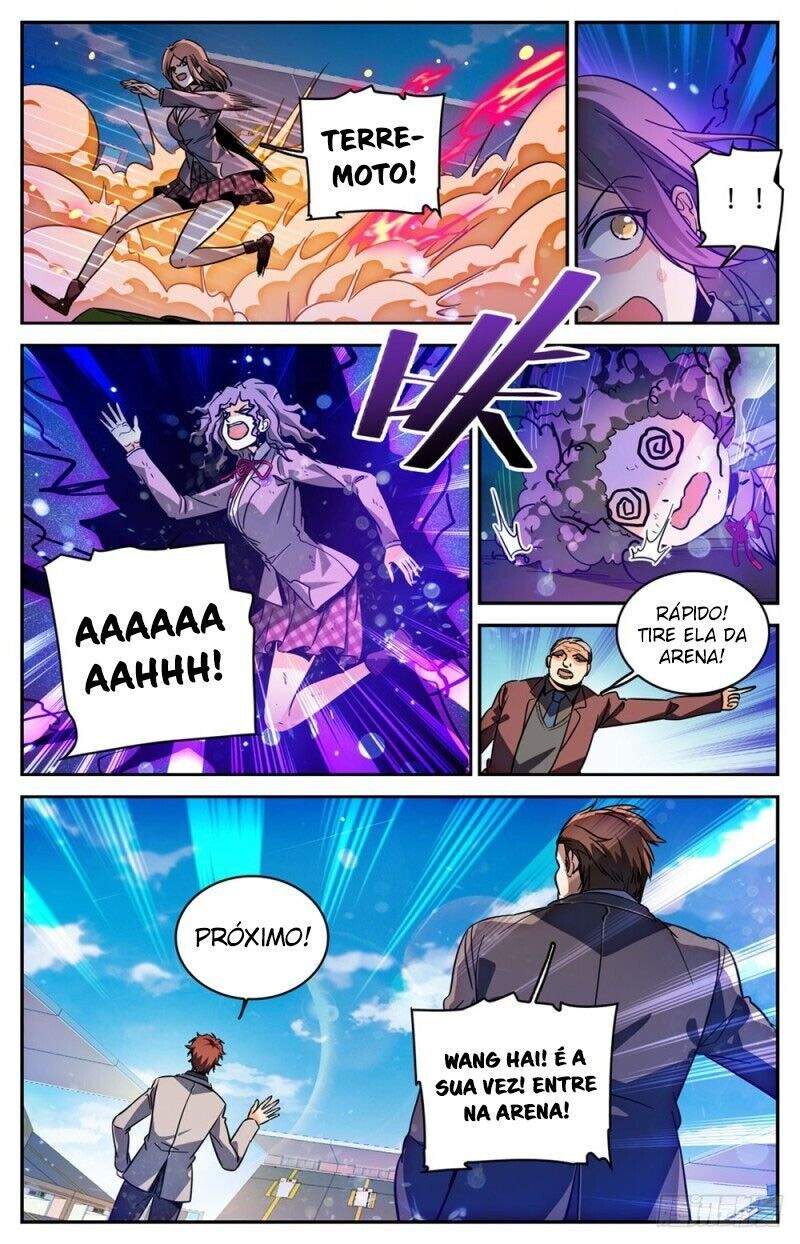 TERRE-
MOTO!
! !
AAAAAA
AAHHH!
RÁPIDO!
TIRE ELA DA
ARENA!
PRÓXIMO!
WANG HAI! É A
SUA VEZ! ENTRE
NA ARENA!